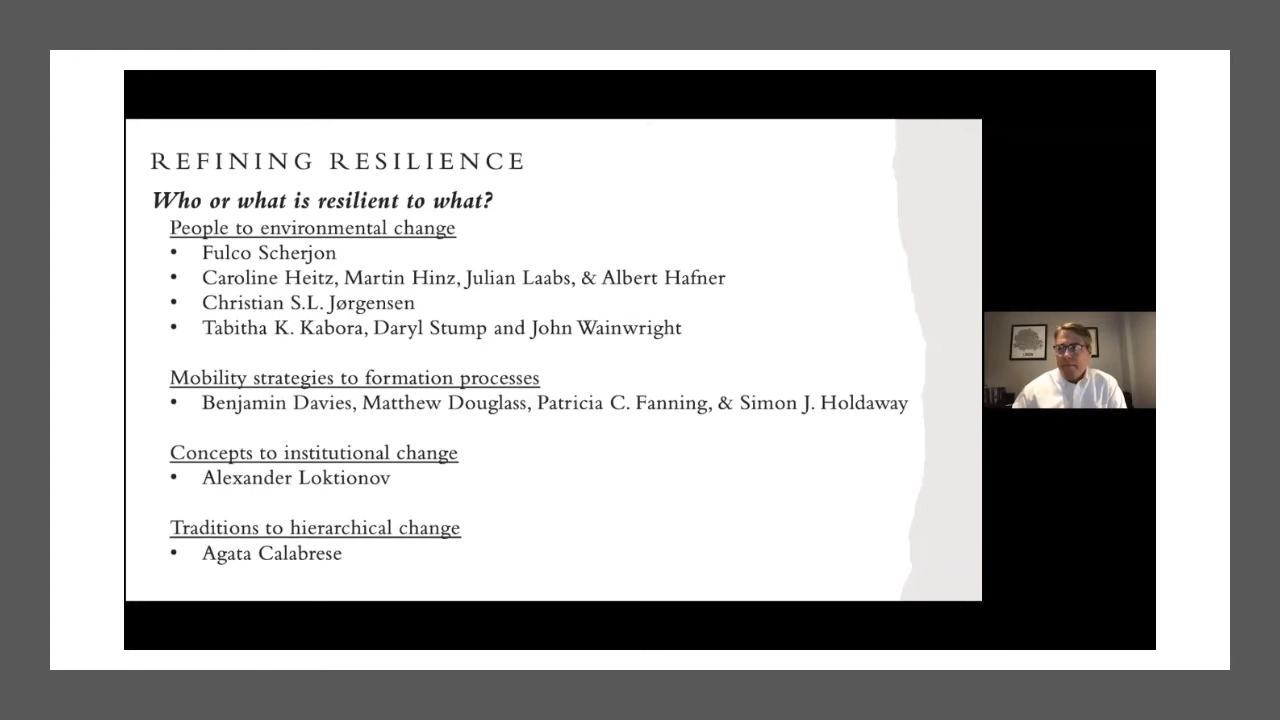 REFINING RESILIENCE
Who or what is resilient to what?
People to environmental change
• Fulco Scherjon
• Caroline Heitz, Martin Hinz, Julian Laabs, & Albert Hafner
• Christian S.L. Jørgensen
• Tabitha K. Kabora, Daryl Stump and John Wainwright
Mobility strategies to formation processes
• Benjamin Davies, Matthew Douglass, Patricia C. Fanning, & Simon J. Holdaway
Concepts to institutional change
• Alexander Loktionov
Traditions to hierarchical change
• Agata Calabrese